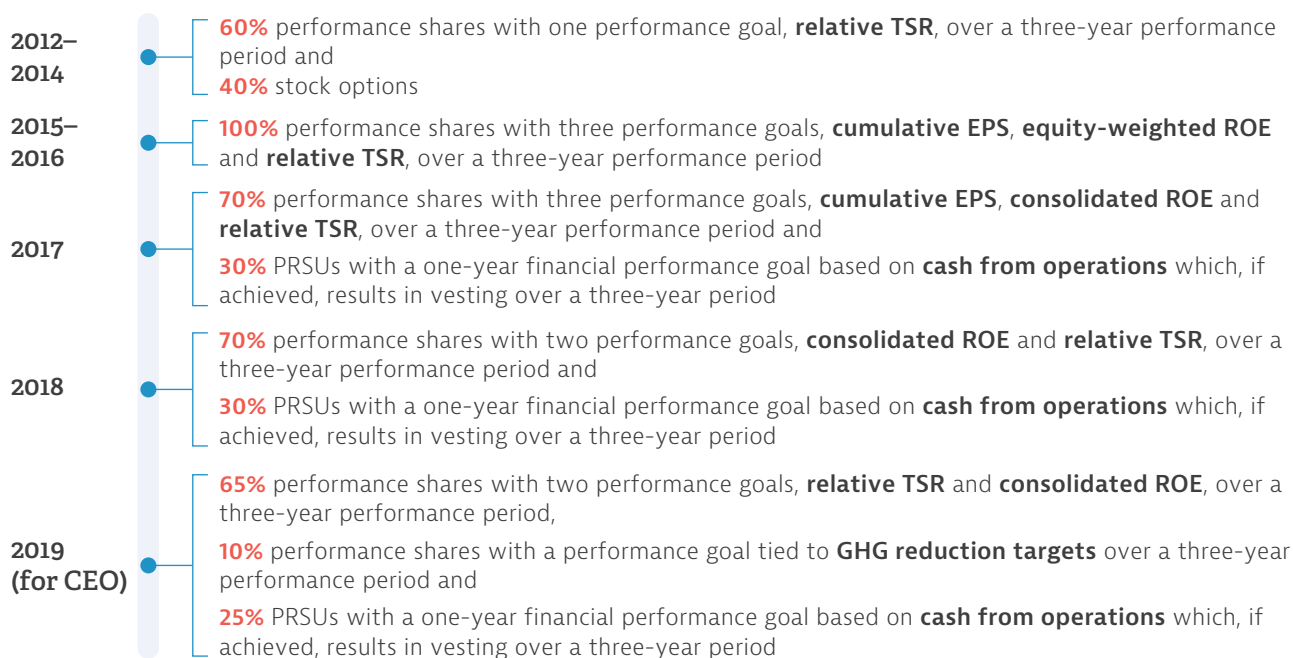 2012–
2014
60% performance shares with one performance goal, relative TSR, over a three-year performance
period and
40% stock options
2015–
2016
100% performance shares with three performance goals, cumulative EPS, equity-weighted ROE
and relative TSR, over a three-year performance period
2017
70% performance shares with three performance goals, cumulative EPS, consolidated ROE and
relative TSR, over a three-year performance period and
30% PRSUs with a one-year financial performance goal based on cash from operations which, if
achieved, results in vesting over a three-year period
2018
70% performance shares with two performance goals, consolidated ROE and relative TSR, over a
three-year performance period and
30% PRSUs with a one-year financial performance goal based on cash from operations which, if
achieved, results in vesting over a three-year period
2019
(for CEO)
65% performance shares with two performance goals, relative TSR and consolidated ROE, over a
three-year performance period,
10% performance shares with a performance goal tied to GHG reduction targets over a three-year
performance period and
25% PRSUs with a one-year financial performance goal based on cash from operations which, if
achieved, results in vesting over a three-year period